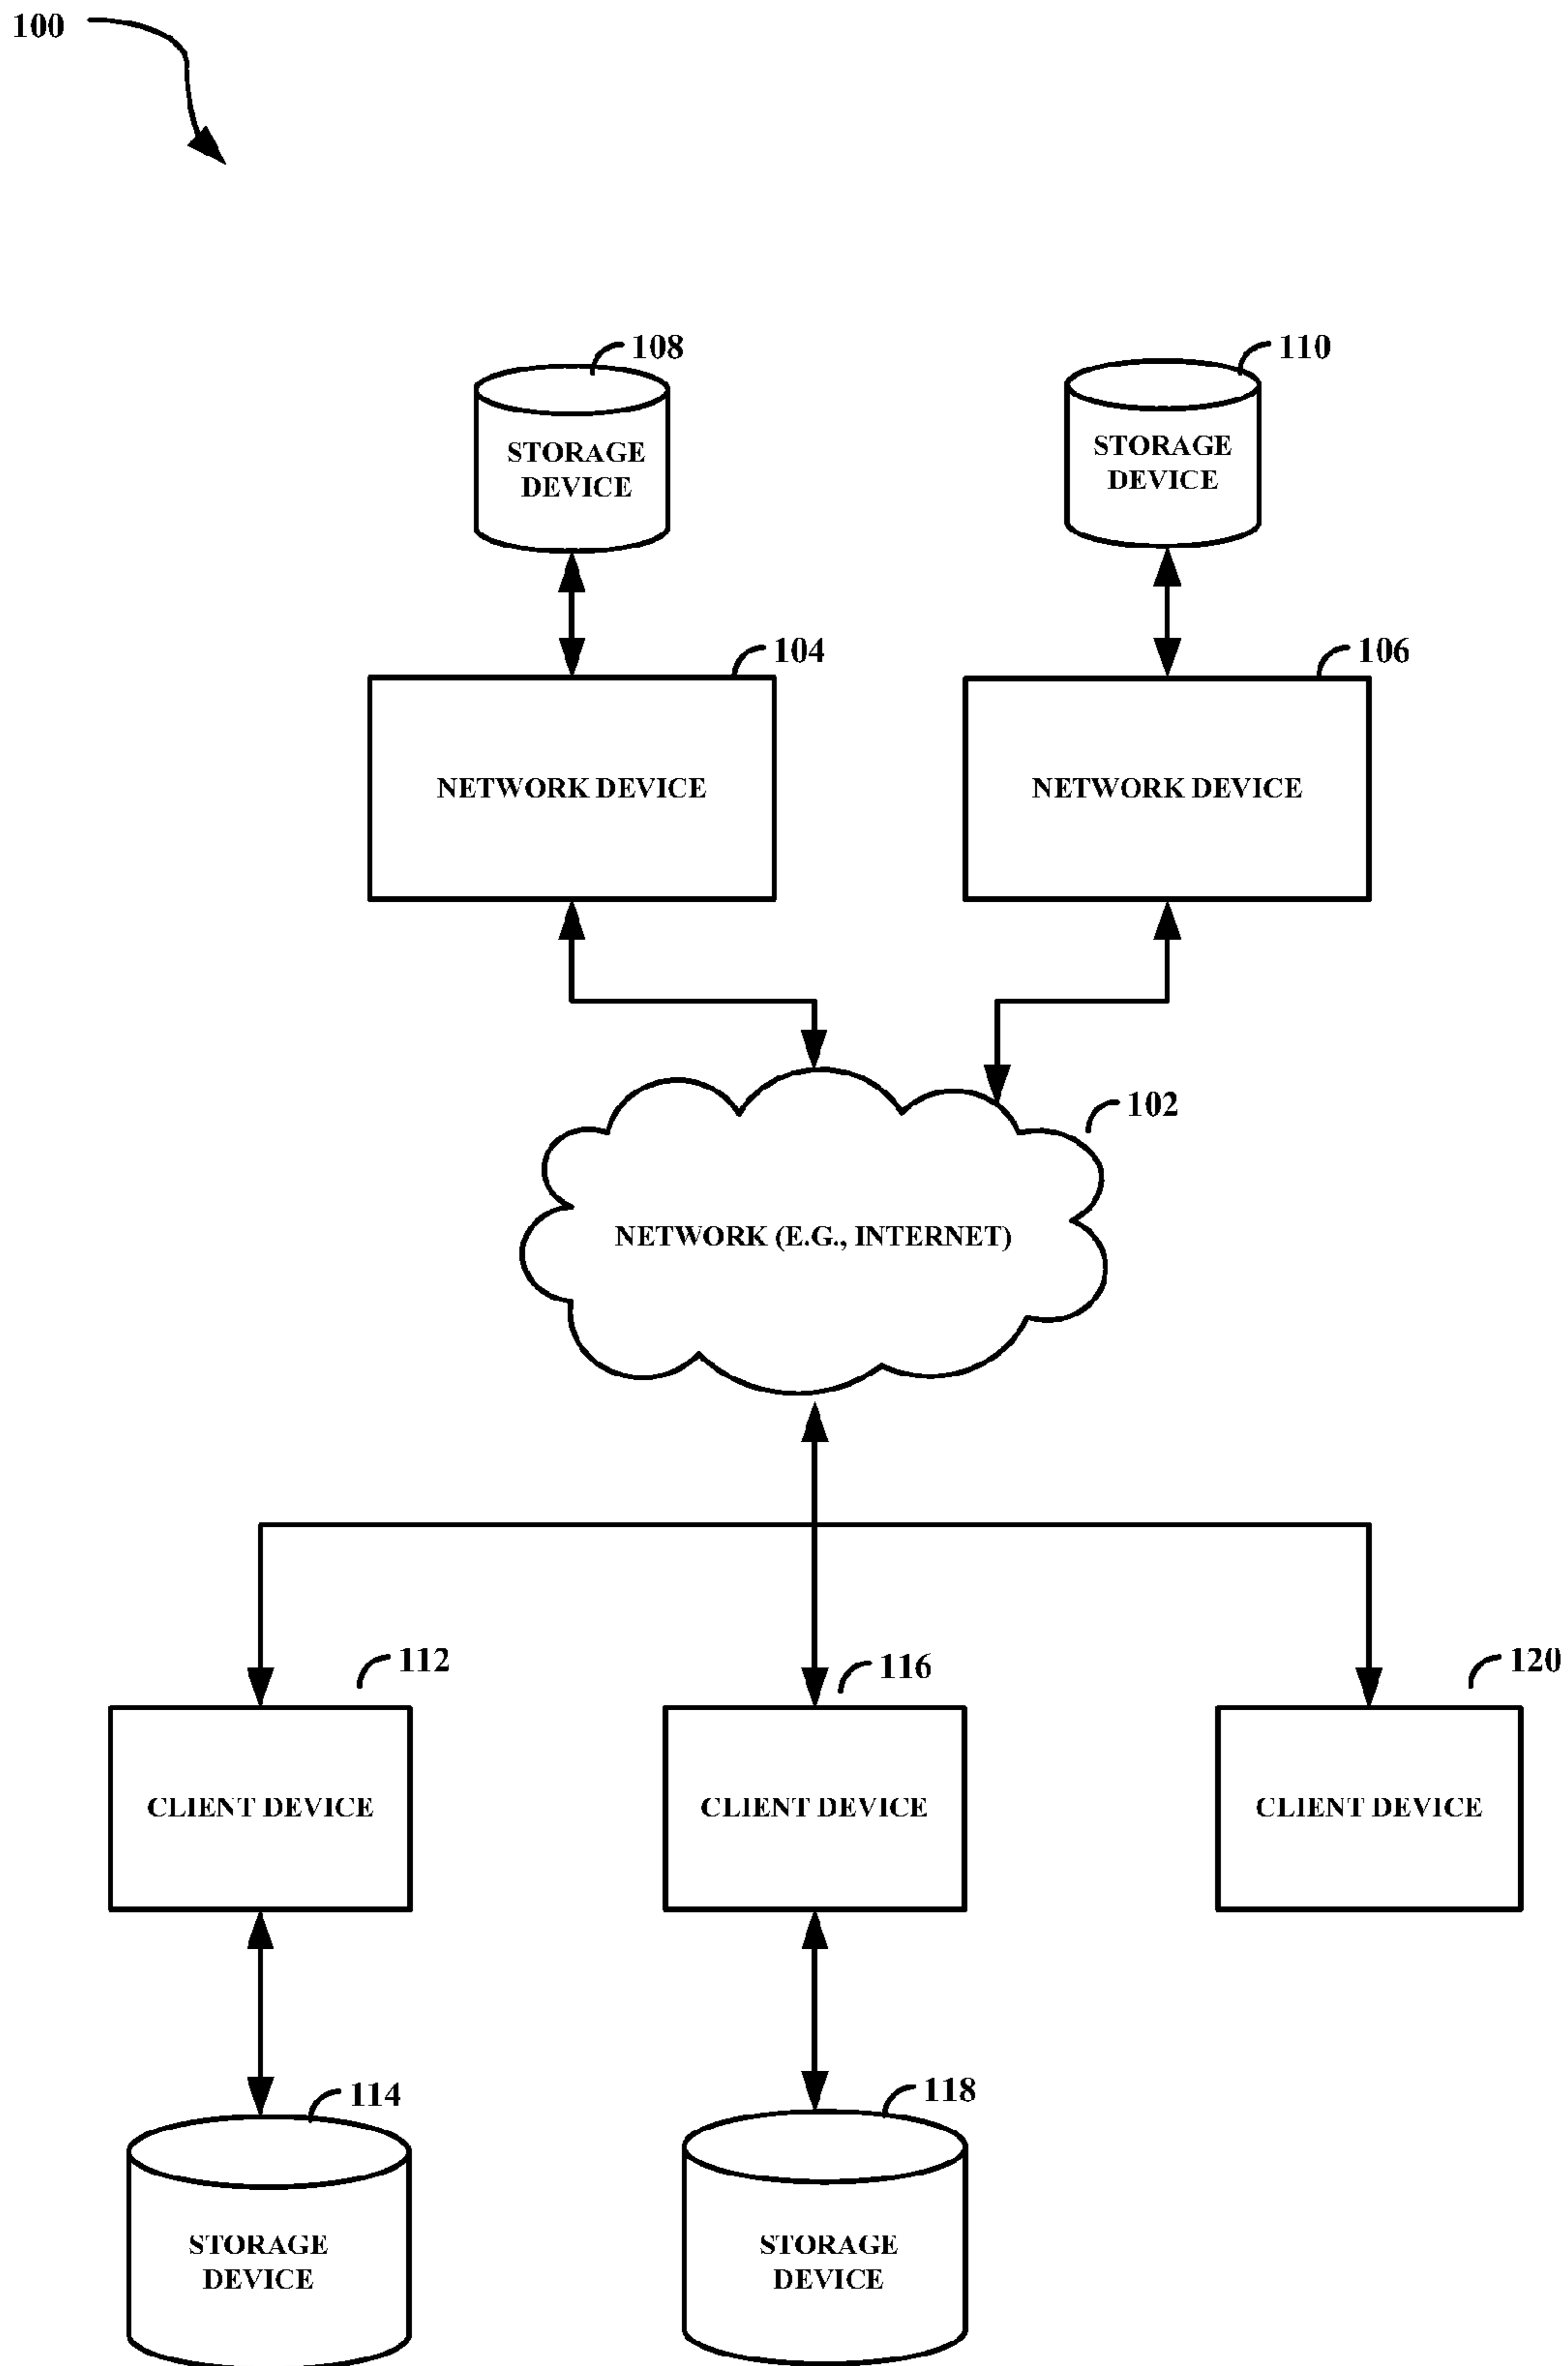 100
108
110
STORAGE
DEVICE
STORAGE
DEVICE
104
106
NETWORK DEVICE
NETWORK DEVICE
102
NETWORK (E.G., INTERNET)
112
116
120
CLIENT DEVICE
CLIENT DEVICE
CLIENT DEVICE
114
118
STORAGE
DEVICE
STORAGE
DEVICE